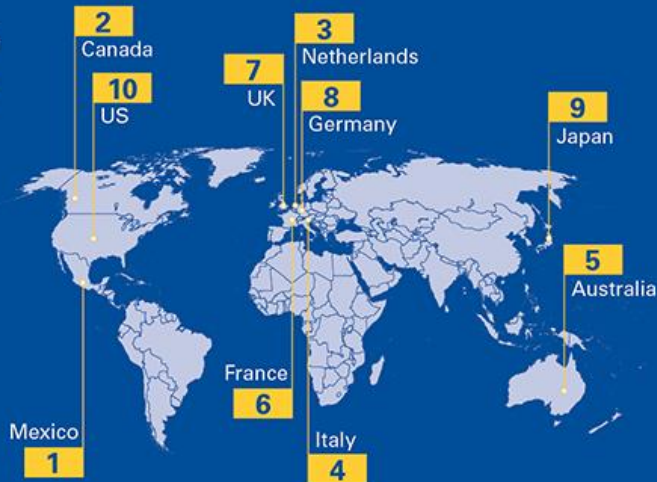 2
Canada
3
Netherlands
7
UK
10
US
8
Germany
9
Japan
5
Australia
France
6
Mexico
1
Italy
4